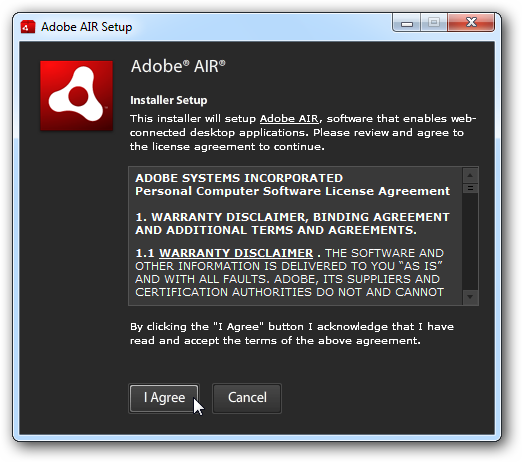 Adobe AIR Setup
Adobe® AIR®
Installer Setup
This installer will setup Adobe AIR, software that enables web-
connected desktop applications. Please review and agree to
the license agreement to continue.
ADOBE SYSTEMS INCORPORATED
Personal Computer Software License Agreement
1. WARRANTY DISCLAIMER, BINDING AGREEMENT
AND ADDITIONAL TERMS AND AGREEMENTS.
1.1 WARRANTY DISCLAIMER . THE SOFTWARE AND
OTHER INFORMATION IS DELIVERED TO YOU “AS IS”
AND WITH ALL FAULTS. ADOBE, ITS SUPPLIERS AND
CERTIFICATION AUTHORITIES DO NOT AND CANNOT
By clicking the "I Agree" button I acknowledge that I have
read and accept the terms of the above agreement.
I Agree Cancel